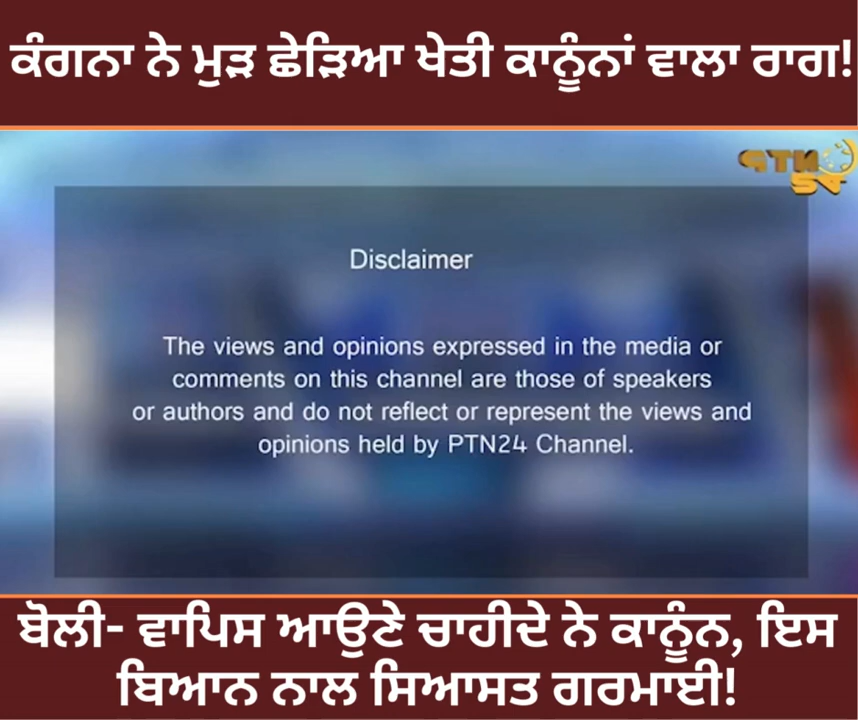 ਕੰਗਨਾ ਨੇ ਮੁੜ ਛੇੜਿਆ ਖੇਤੀ ਕਾਨੂੰਨਾਂ ਵਾਲਾ ਰਾਗ!
Disclaimer
The views and opinions expressed in the media or
comments on this channel are those of speakers
or authors and do not reflect or represent the views and
opinions held by PTN24 Channel.
ਬੋਲੀ- ਵਾਪਿਸ ਆਉਣੇ ਚਾਹੀਦੇ ਨੇ ਕਾਨੂੰਨ, ਇਸ
ਬਿਆਨ ਨਾਲ ਸਿਆਸਤ ਗਰਮਾਈ!